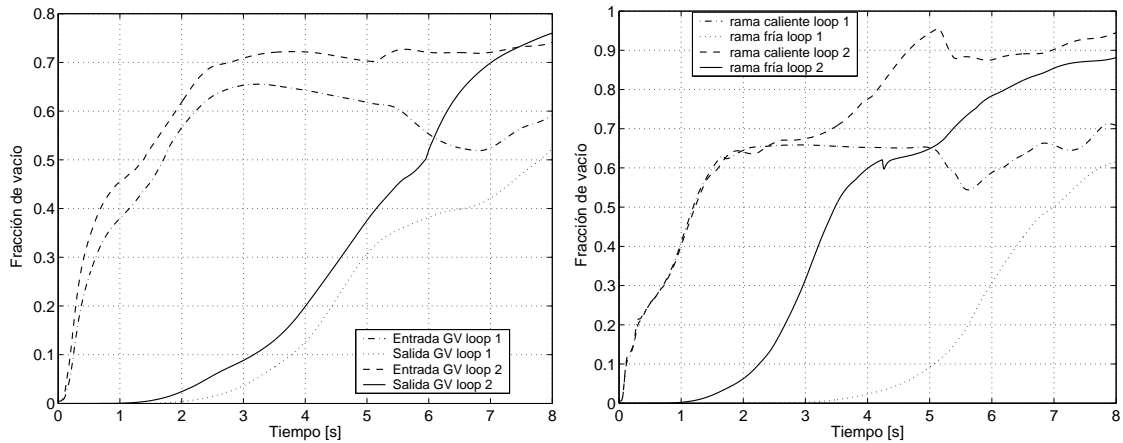 0.8
0.7
0.6
0.5
0.4
0.3
0.2
0.1
0
Fracción de vacío
0 1 2 3 4 5 6 7 8
Tiempo [s]
Entrada GV loop 1
Salida GV loop 1
Entrada GV loop 2
Salida GV loop 2
1
0.9
0.8
0.7
0.6
0.5
0.4
0.3
0.2
0.1
0
Fracción de vacío
0 1 2 3 4 5 6 7 8
Tiempo [s]
rama caliente loop 1
rama fría loop 1
rama caliente loop 2
rama fría loop 2